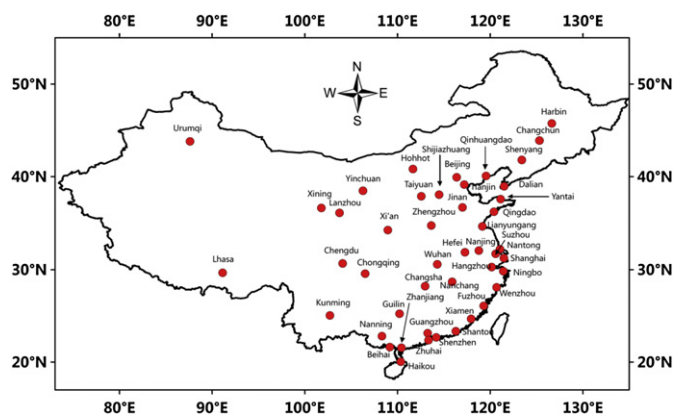 80°E 90°E 100°E 110°E 120°E 130°E
50°N
N
W E
S
Harbin
Urumqi
Changchun
Qinhuangdao
Shijiazhuang
Shenyang
Hohhot
Beijing
40°N
Yinchuan
Taiyuan
Tianjin
Dalian
Xining
Jinan
Yantai
Lanzhou
Zhengzhou
Qingdao
Xi'an
Lianyungang
Suzhou
Hefei
Nanjing
Nantong
Chengdu
Wuhan
Shanghai
Lhasa
Chongqing
Hangzhou
30°N
Changsha
Nanchang
Ningbo
Zhanjiang
Fuzhou
Wenzhou
Kunming
Guilin
Xiamen
Nanning
Guangzhou
Shantou
Shenzhen
Beihai
Zhuhai
20°N
Haikou
80°E 90°E 100°E 110°E 120°E 130°E
50°N
40°N
30°N
20°N